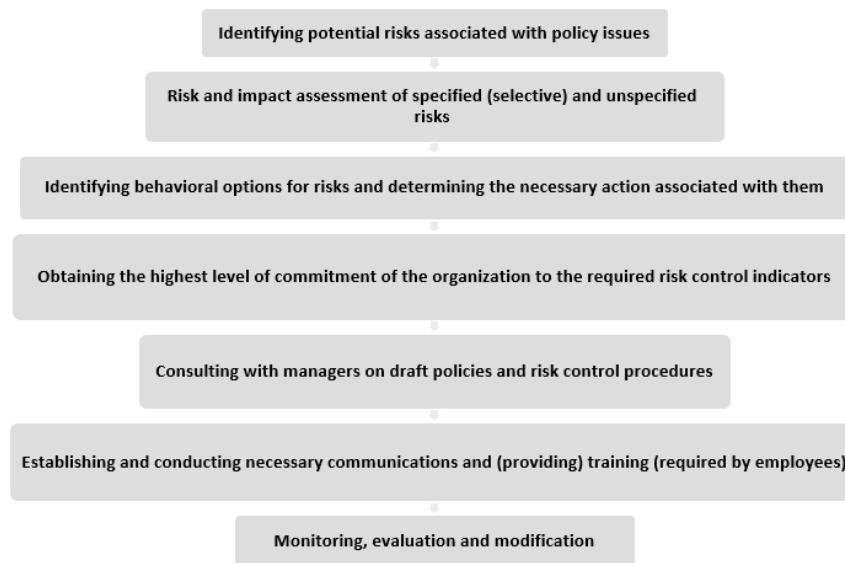 Identifying potential risks associated with policy issues
Risk and impact assessment of specified (selective) and unspecified
risks
Identifying behavioral options for risks and determining the necessary action associated with them
Obtaining the highest level of commitment of the organization to the required risk control indicators
Consulting with managers on draft policies and risk control procedures
Establishing and conducting necessary communications and (providing) training (required by employees)
Monitoring, evaluation and modification